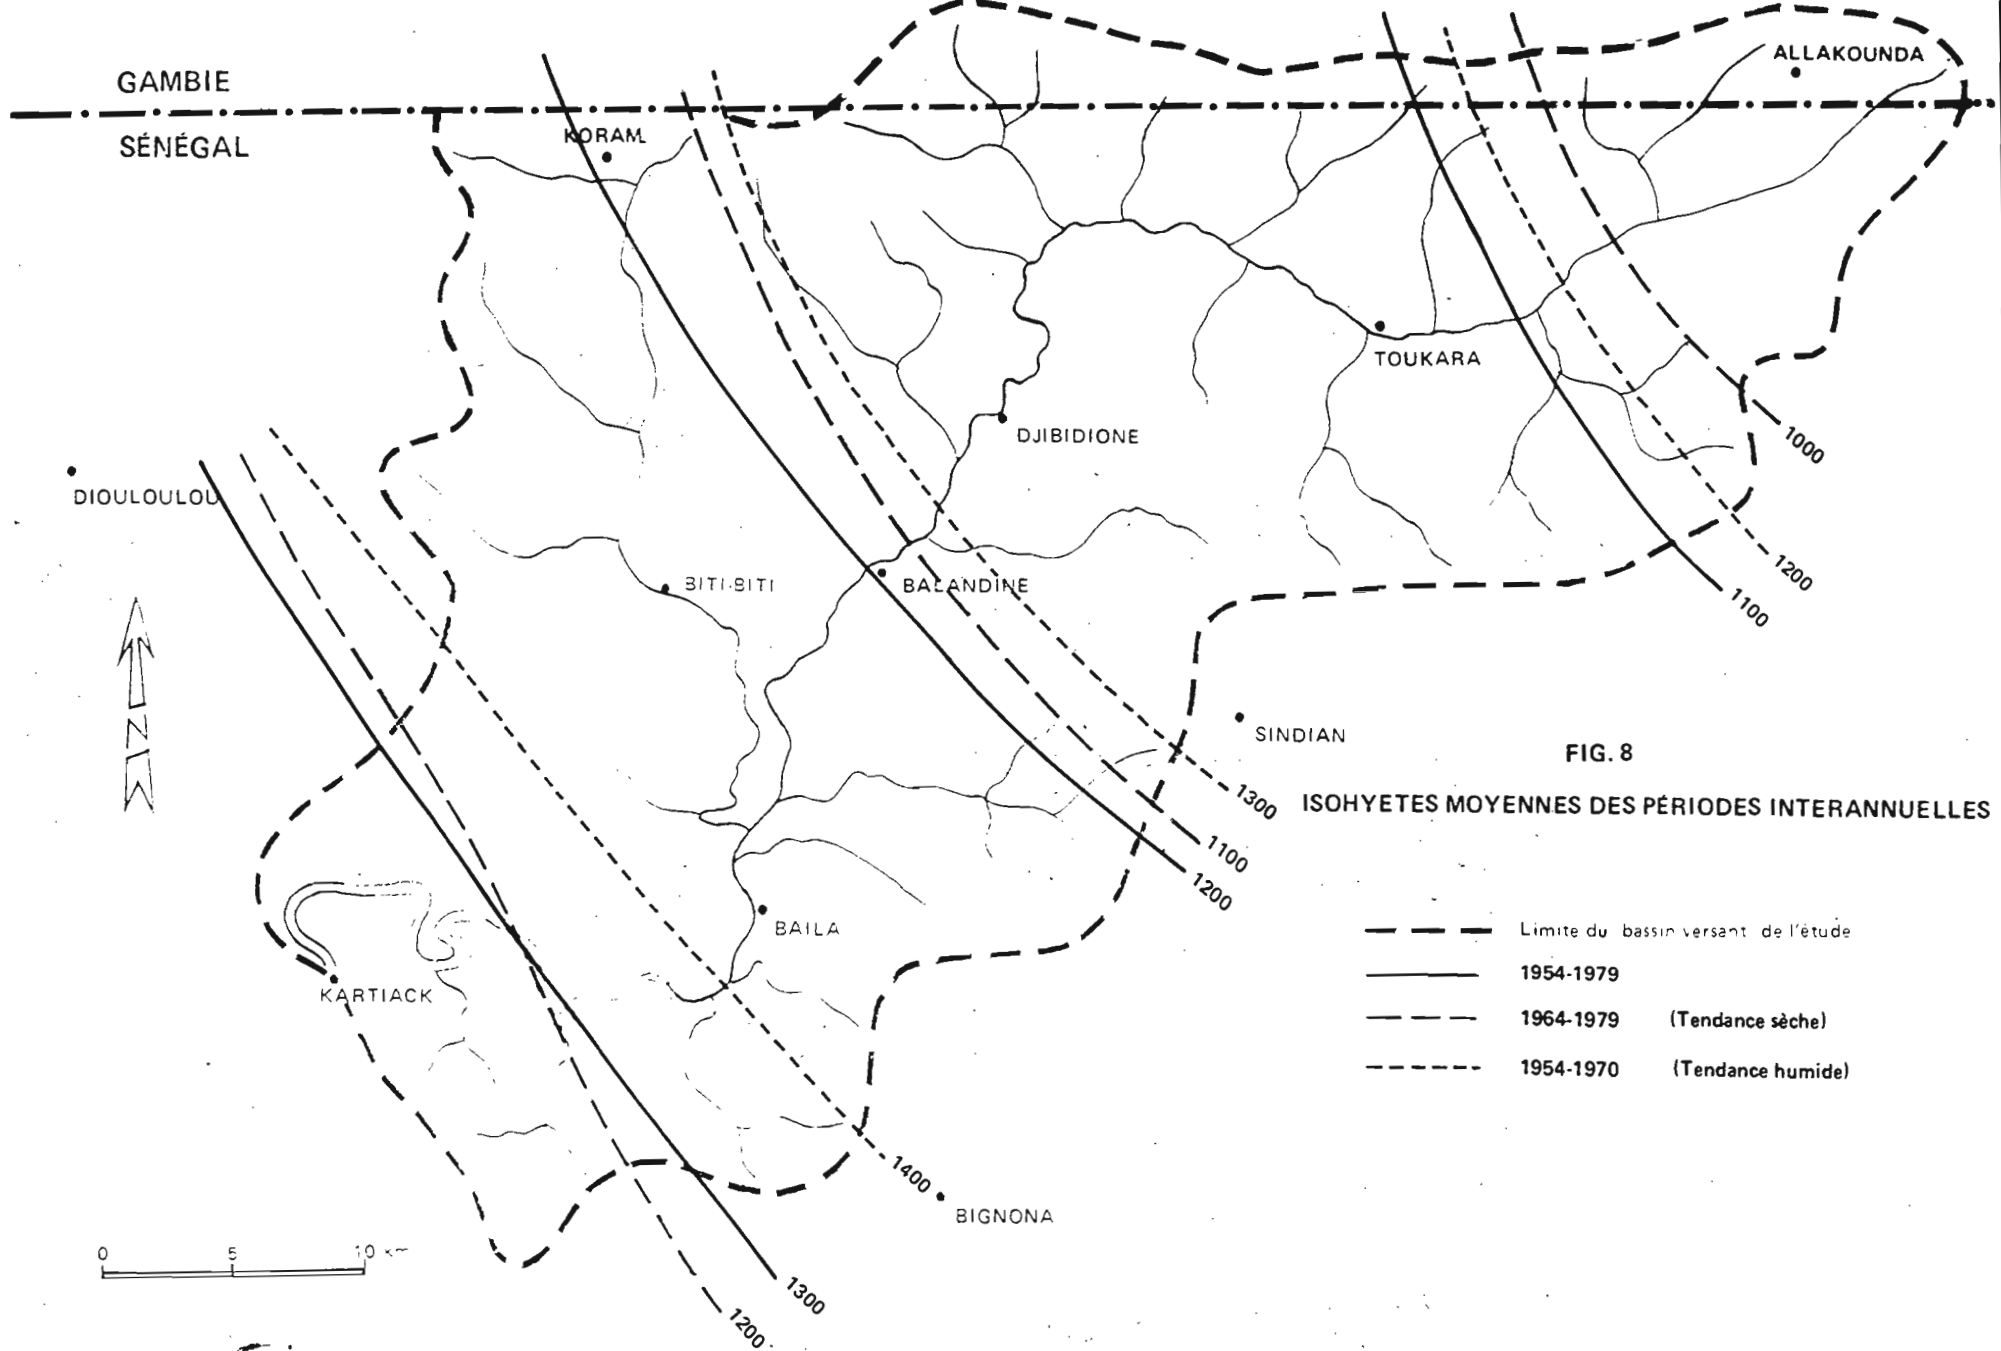 GAMBIE
SÉNÉGAL
KORAM
ALLAKOUNDA
TOUKARA
DJIBIDIONE
1000
DIOULOULOU
BITI-BITI
BALANDINE
1200
1100
SINDIAN
FIG. 8
ISOHYETES MOYENNES DES PÉRIODES INTERANNUELLES
1300
1100
1200
Limite du bassin versant de l'étude
1954-1979
1964-1979 (Tendance sèche)
1954-1970 (Tendance humide)
BAILA
KARTIACK
1400
BIGNONA
0 5 10 km
1300
1200
N